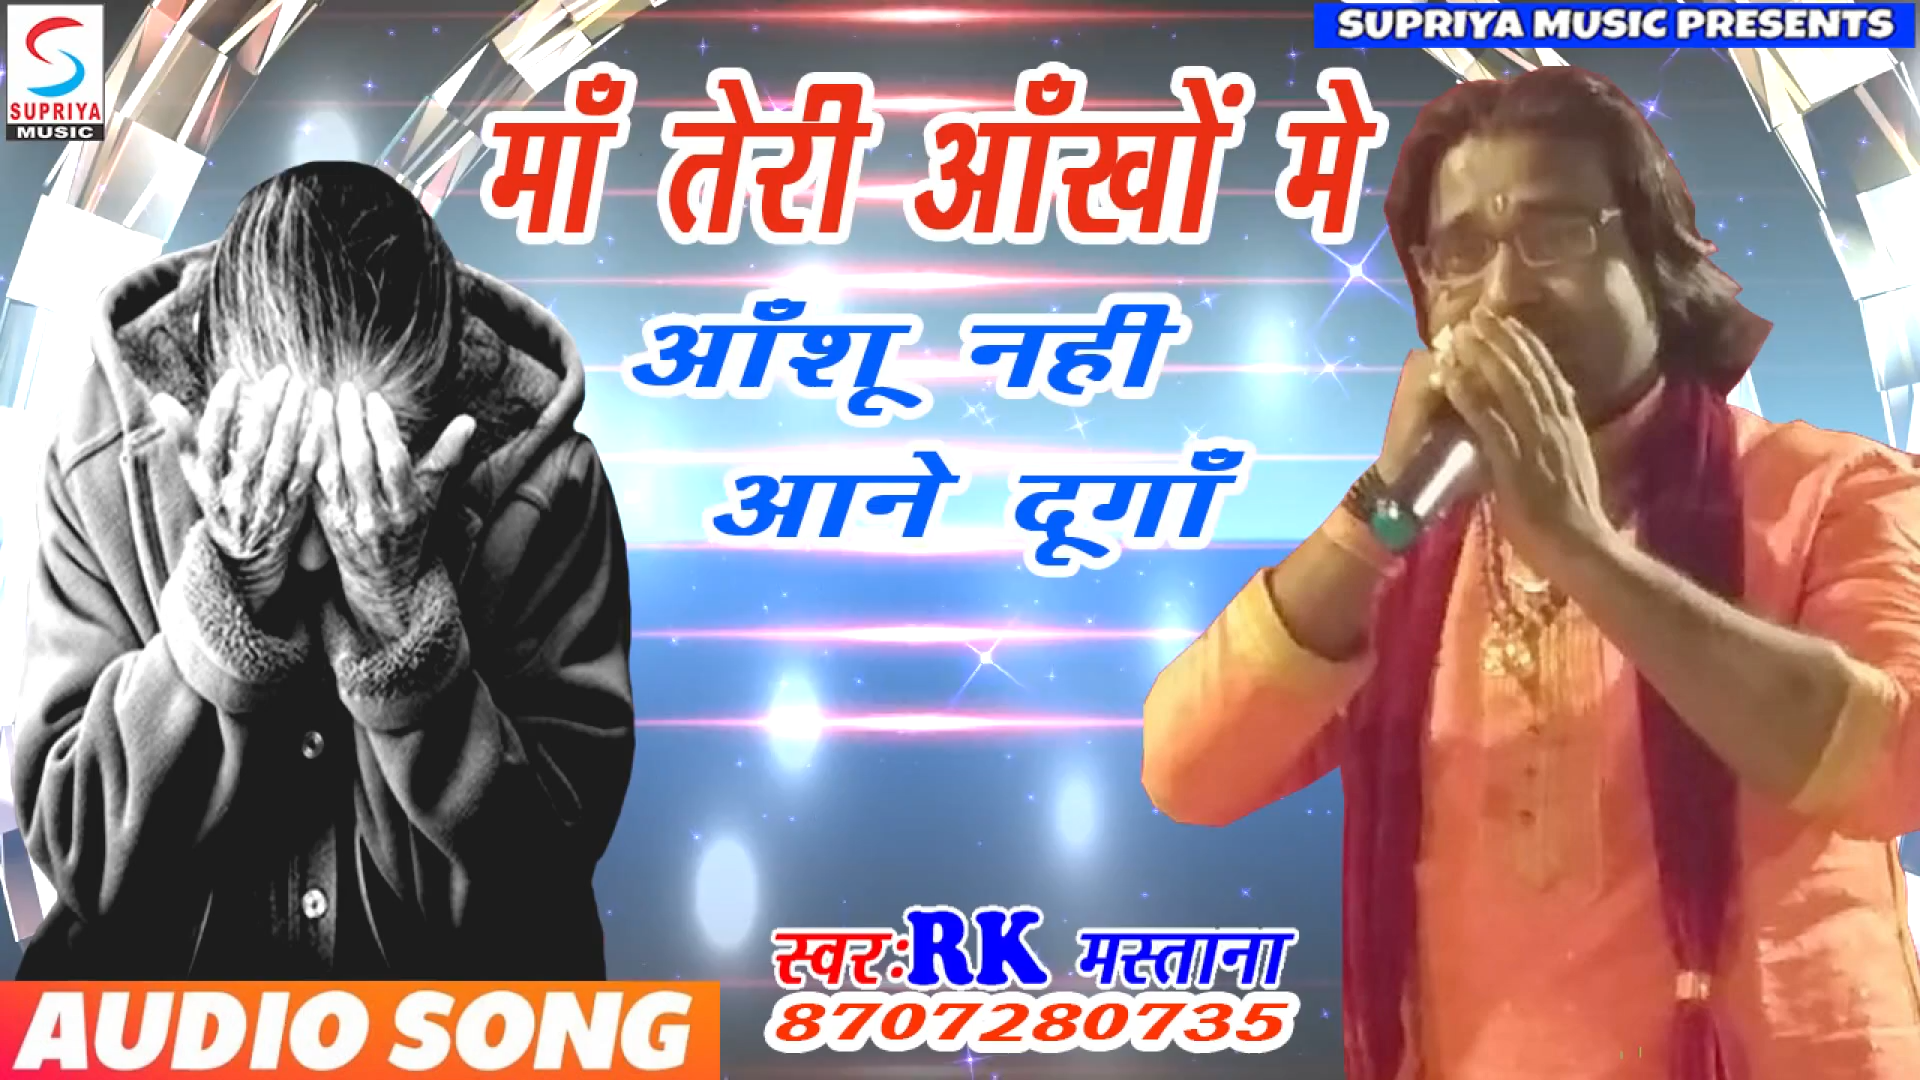 SUPRIYA MUSIC PRESENTS
SUPRIYA
MUSIC
माँ तेरी आँखों मे
आँशू नही
आने दूगाँ
स्वरः RK मस्ताना
8707280735
AUDIO SONG